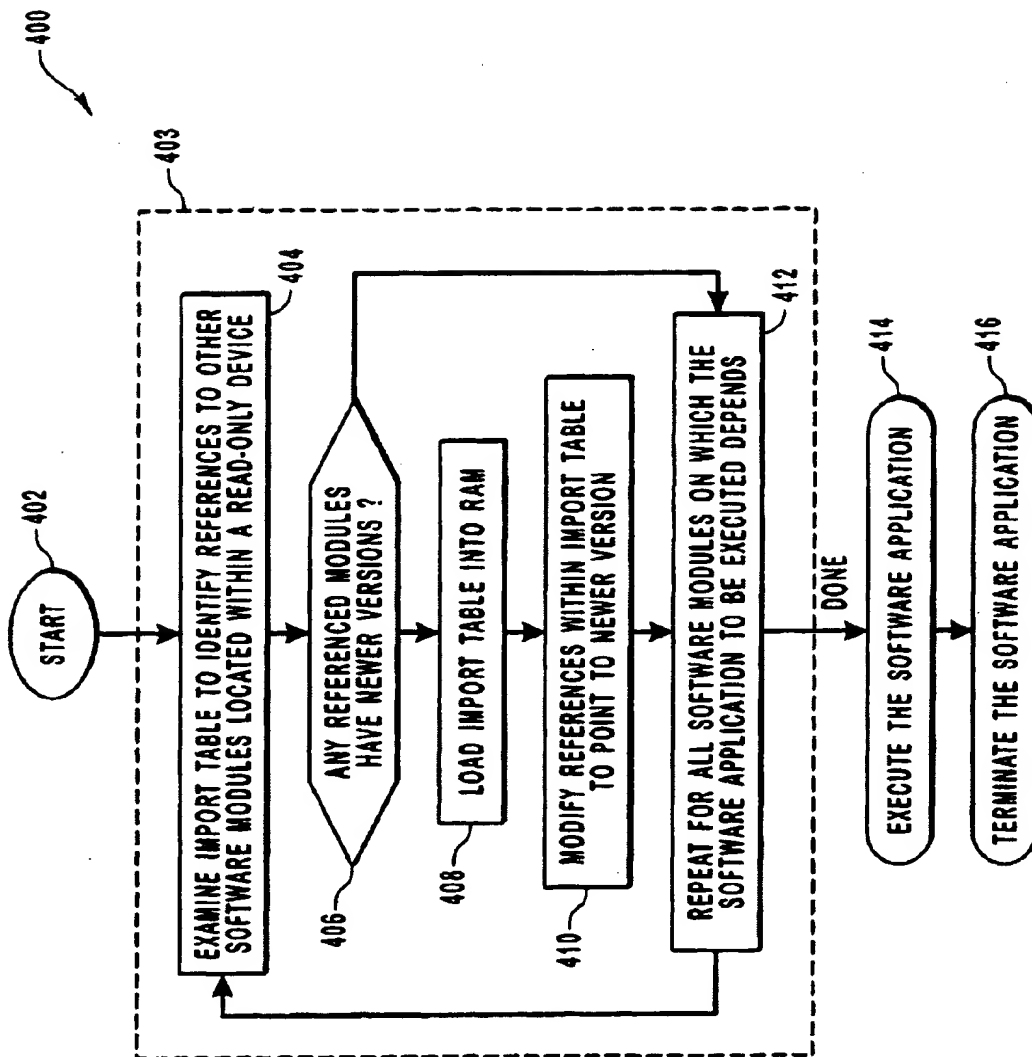 400
402
START
403
EXAMINE IMPORT TABLE TO IDENTIFY REFERENCES TO OTHER
SOFTWARE MODULES LOCATED WITHIN A READ-ONLY DEVICE
404
ANY REFERENCED MODULES
HAVE NEWER VERSIONS ?
406
LOAD IMPORT TABLE INTO RAM
408
MODIFY REFERENCES WITHIN IMPORT TABLE
TO POINT TO NEWER VERSION
410
REPEAT FOR ALL SOFTWARE MODULES ON WHICH THE
SOFTWARE APPLICATION TO BE EXECUTED DEPENDS
412
DONE
EXECUTE THE SOFTWARE APPLICATION
414
TERMINATE THE SOFTWARE APPLICATION
416